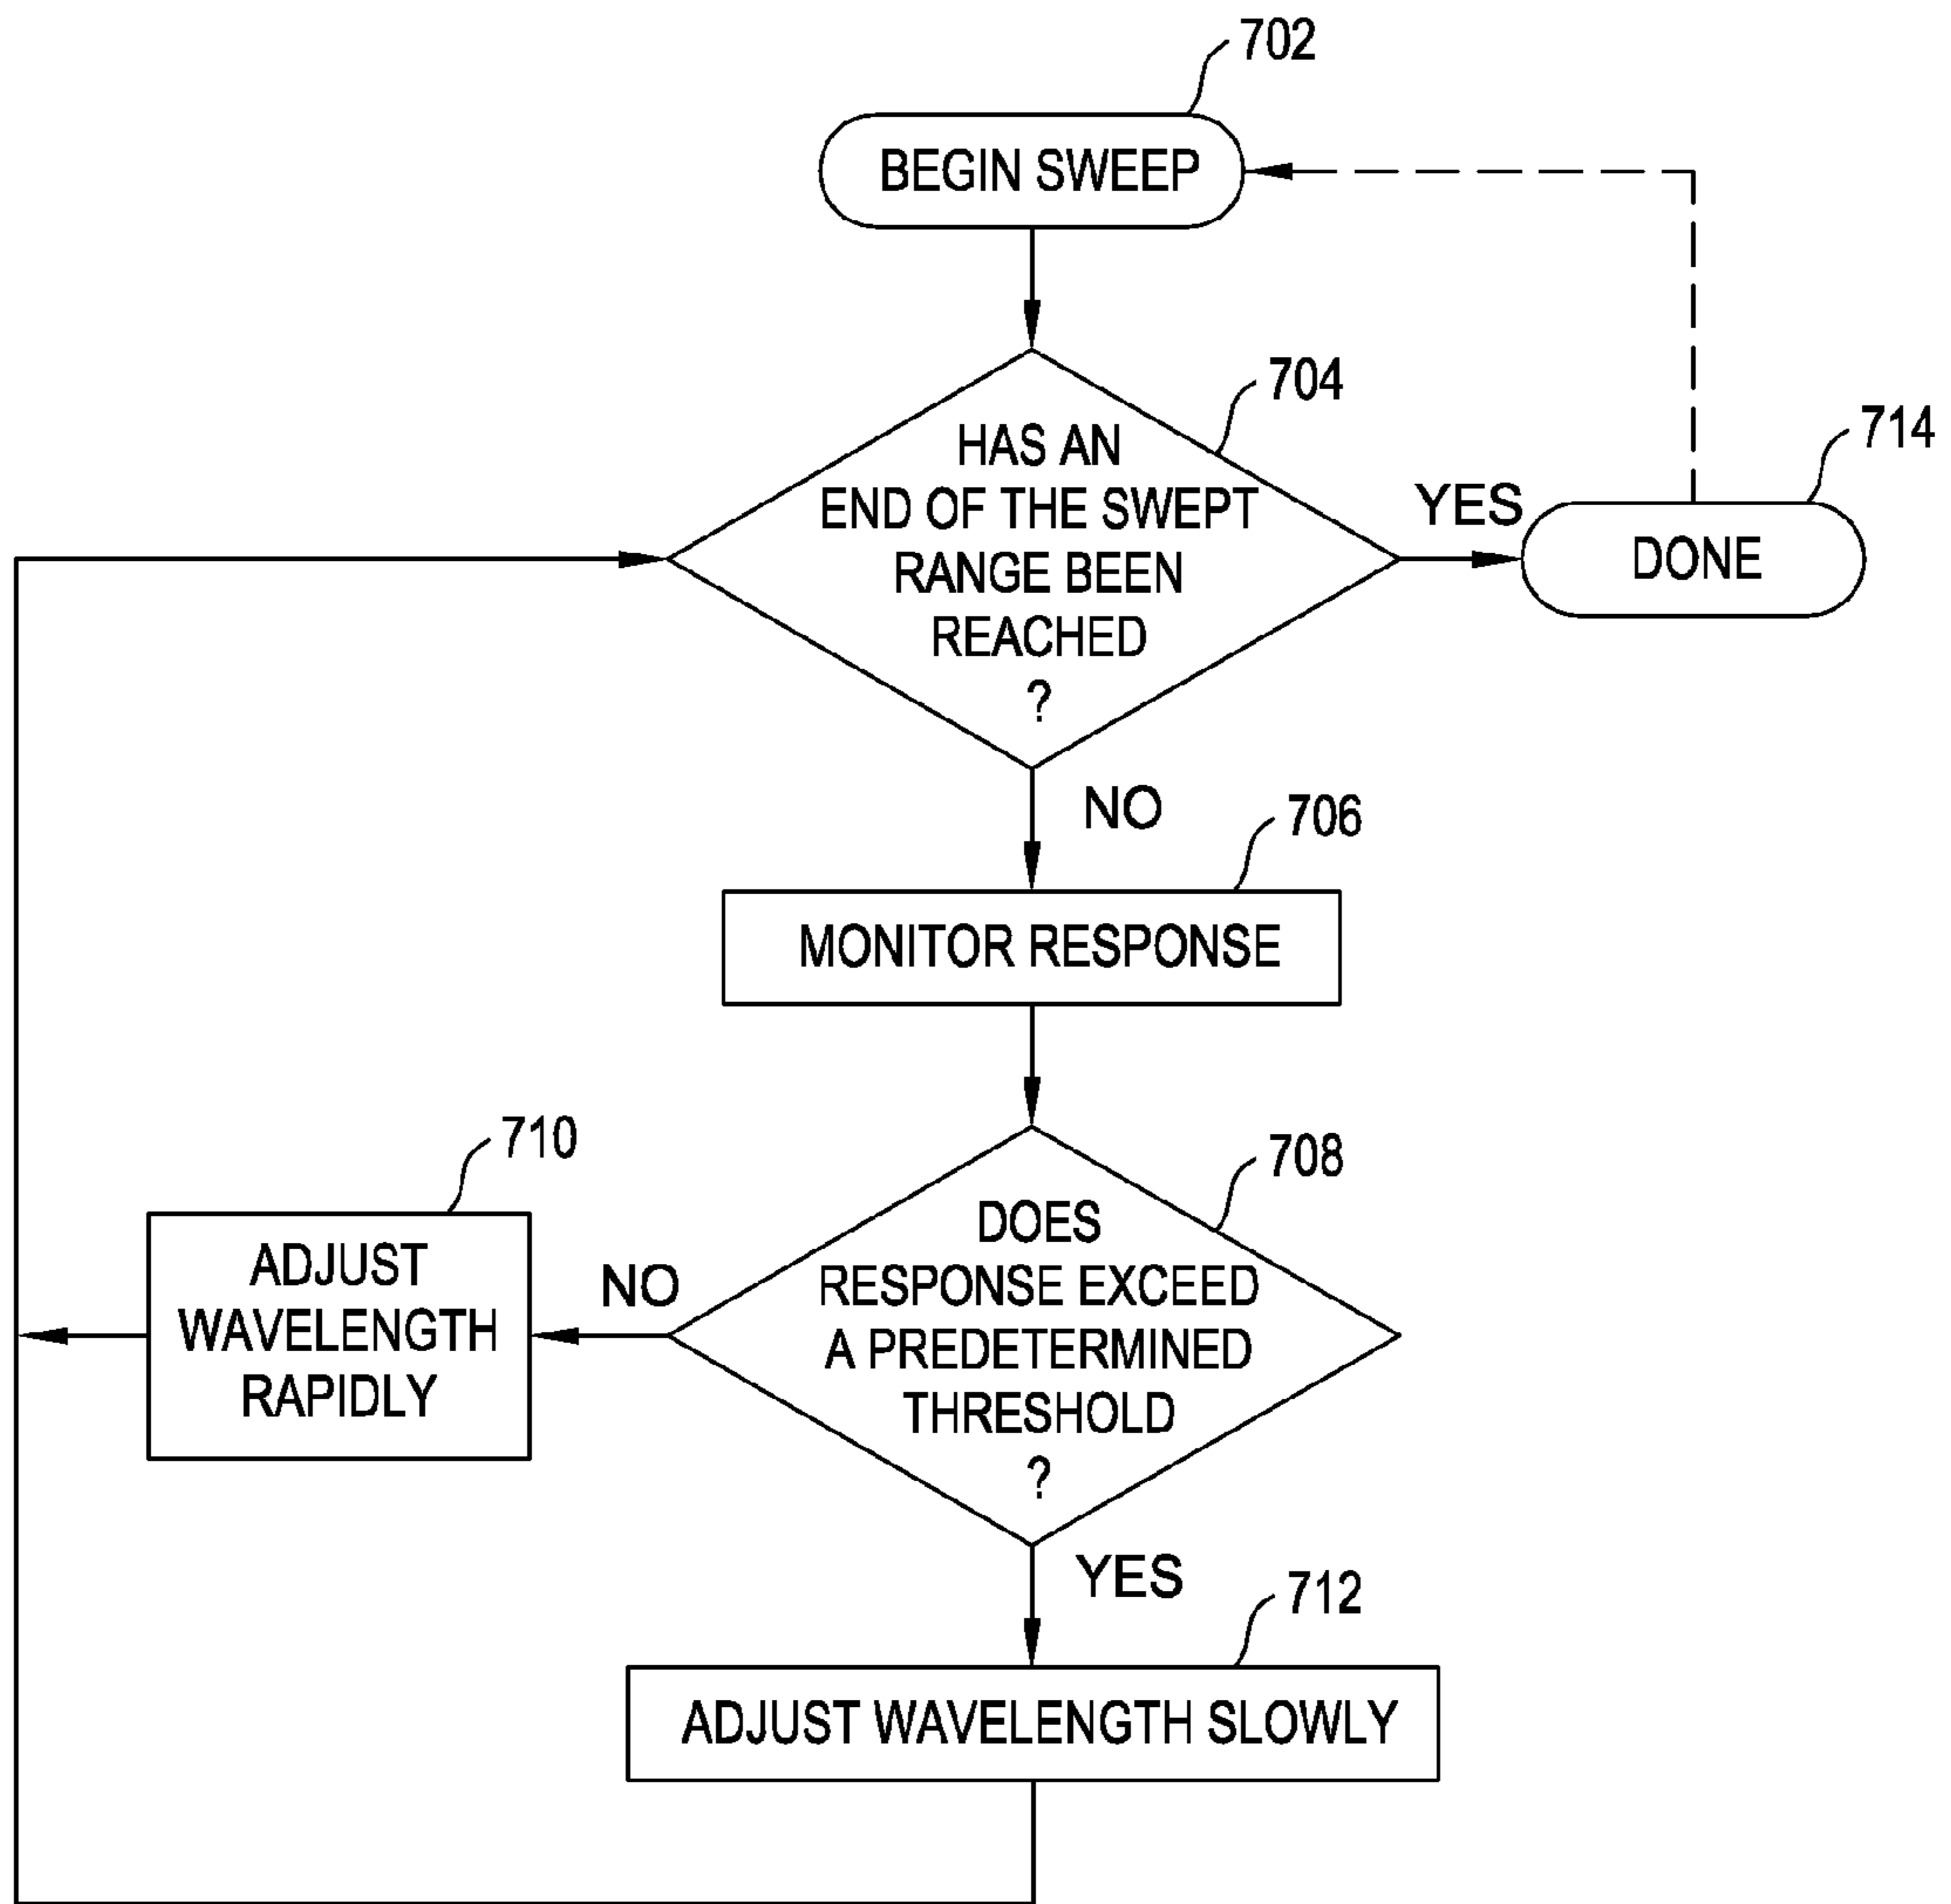 702
BEGIN SWEEP
704
HAS AN
END OF THE SWEPT
RANGE BEEN
REACHED
?
YES
714
DONE
NO
706
MONITOR RESPONSE
708
DOES
RESPONSE EXCEED
A PREDETERMINED
THRESHOLD
?
NO
710
ADJUST
WAVELENGTH
RAPIDLY
YES
712
ADJUST WAVELENGTH SLOWLY